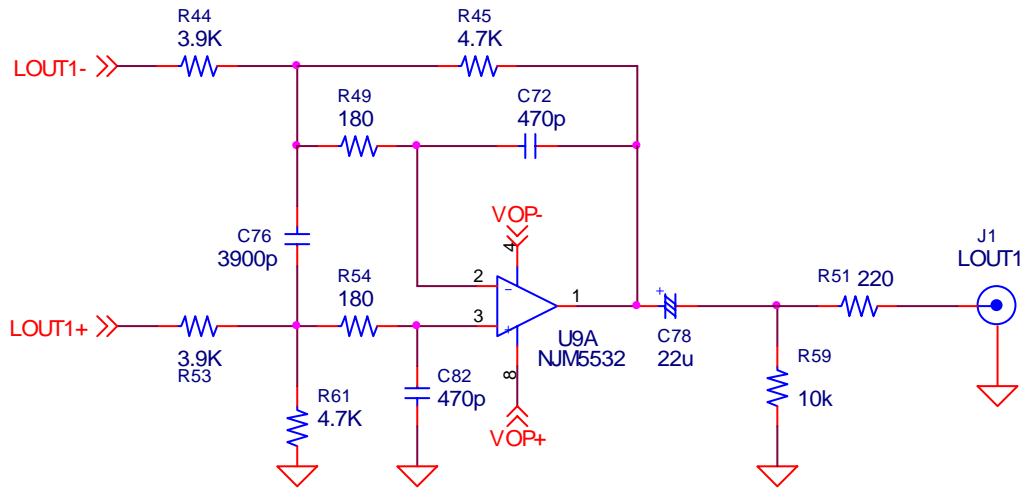 R44
3.9K
R45
4.7K
LOUT1-
R49
180
C72
470p
VOP-
4
C76
3900p
R54
180
2
3
1
+
-
+
U9A
NJM5532
8
VOP+
C78
22u
R51 220
J1
LOUT1
LOUT1+
3.9K
R53
R61
4.7K
C82
470p
R59
10k